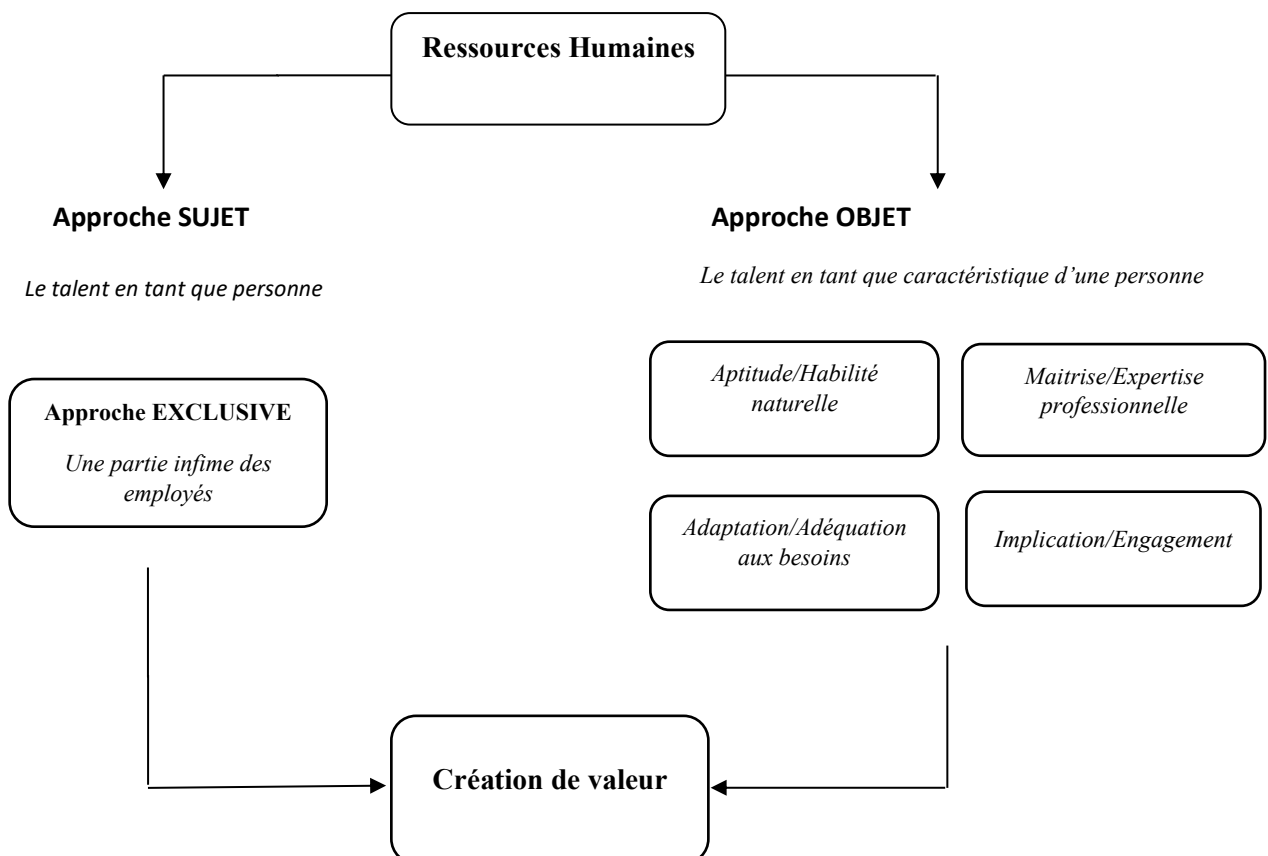 Ressources Humaines
Approche SUJET
Le talent en tant que personne
Approche EXCLUSIVE
Une partie infime des
employés
Approche OBJET
Le talent en tant que caractéristique d’une personne
Aptitude/Habilité
naturelle
Maitrise/Expertise
professionnelle
Adaptation/Adéquation
aux besoins
Implication/Engagement
Création de valeur